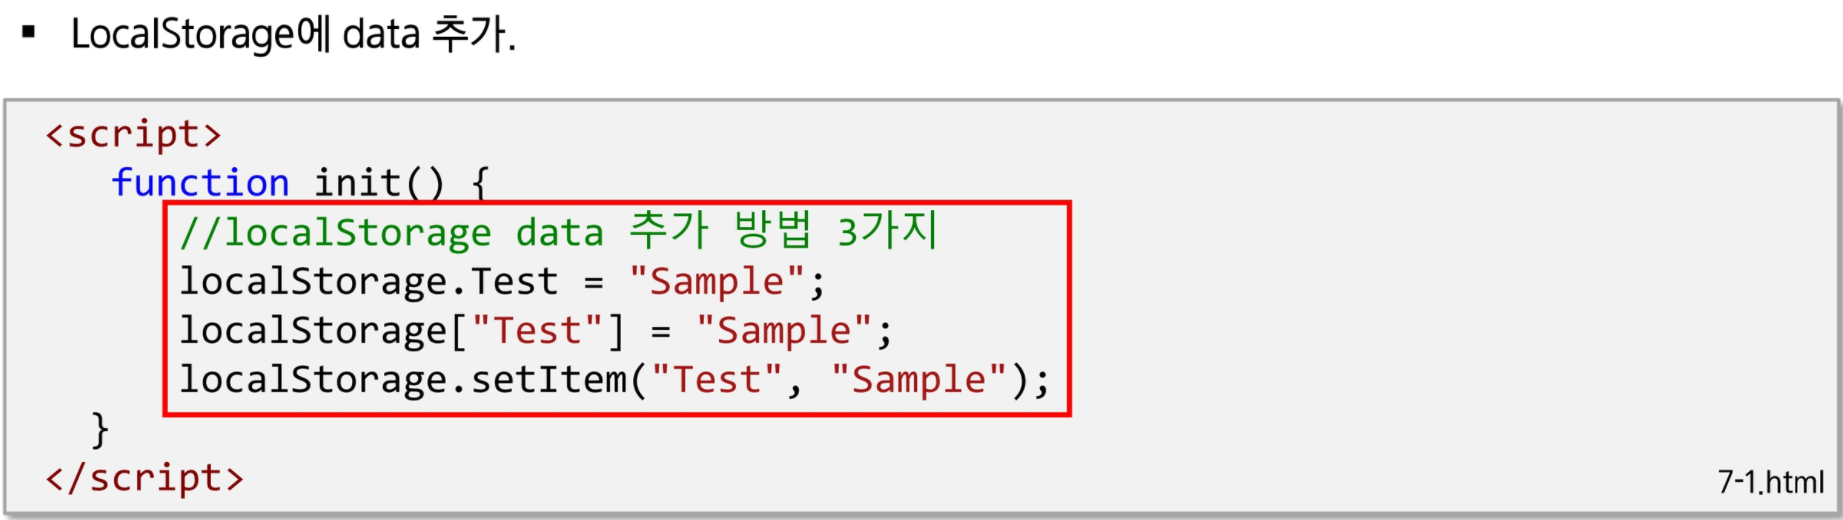 ▪ LocalStorage에 data 추가.
<script>
function init() {
//localStorage data 추가 방법 3가지
localStorage.Test = "Sample";
localStorage["Test"] = "Sample";
localStorage.setItem("Test", "Sample");
}
</script>
7-1.html